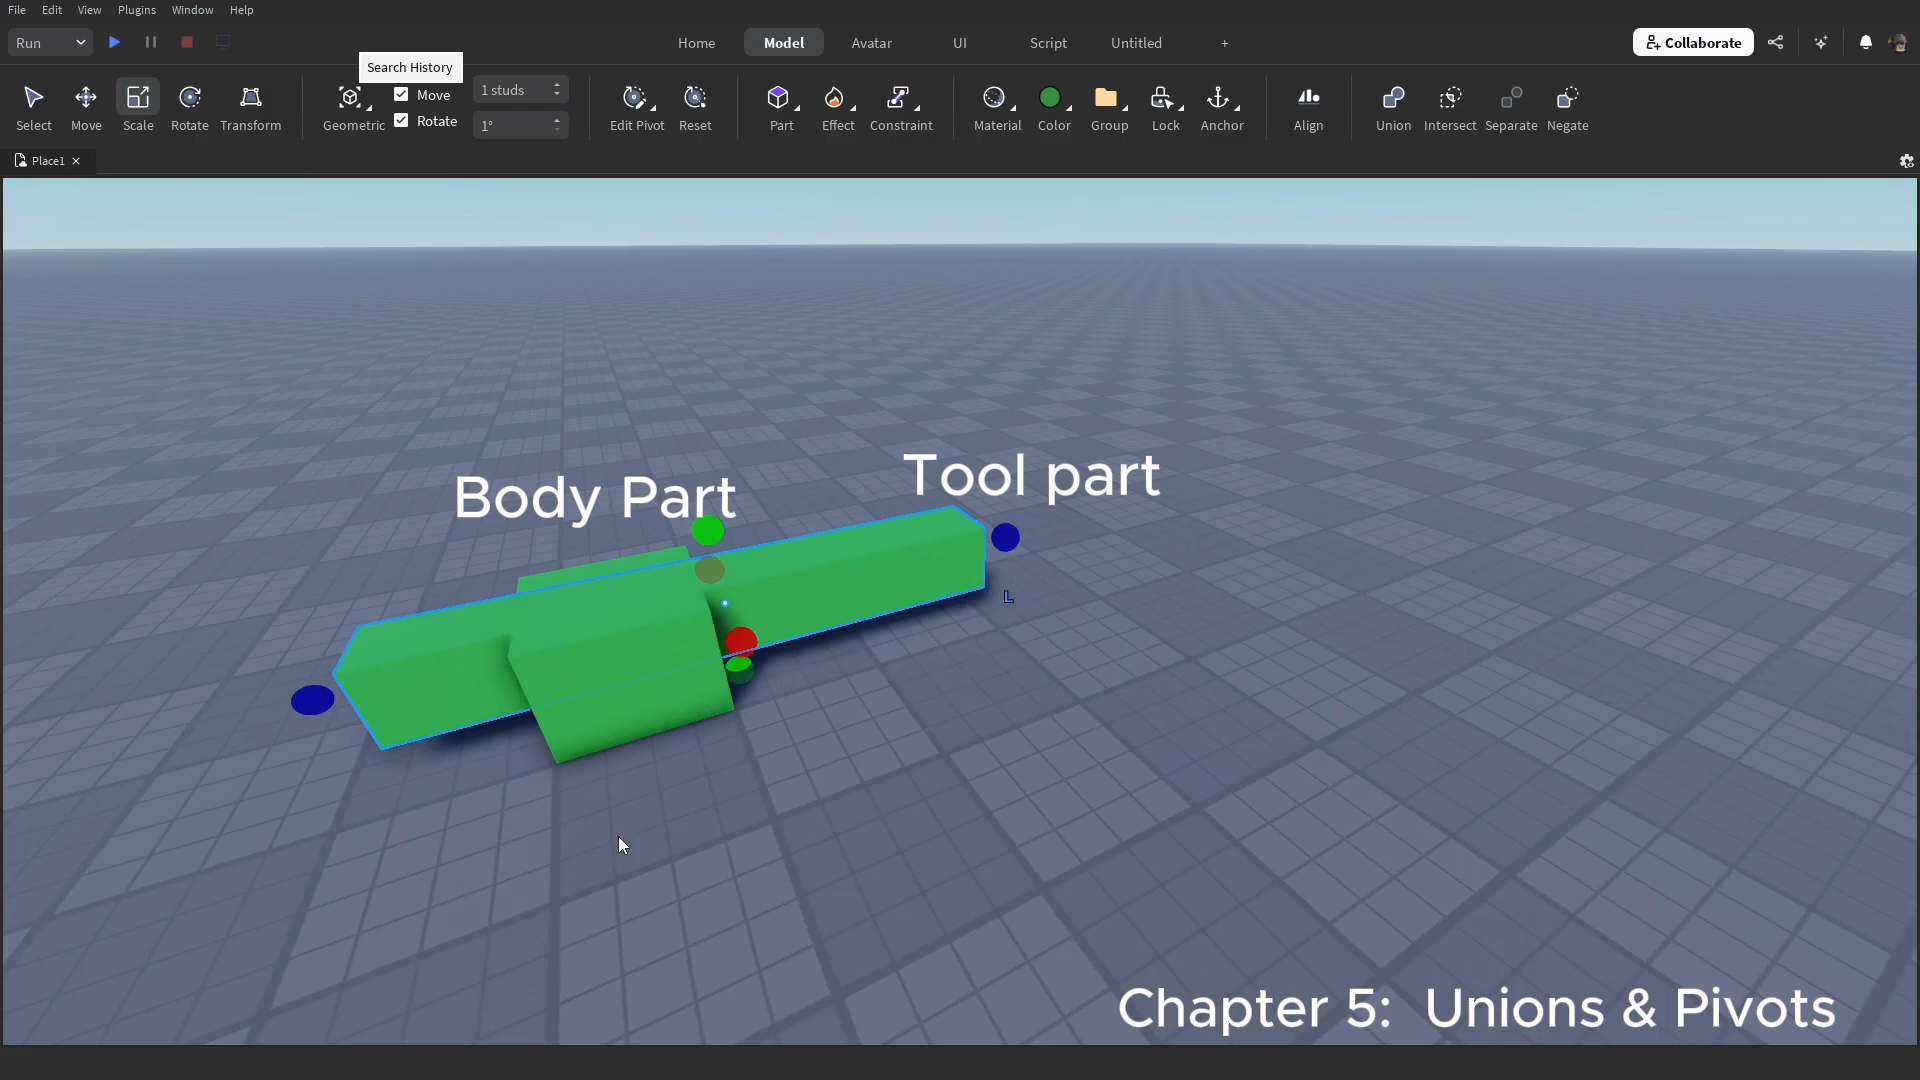 File Edit View Plugins Window Help
Run
Home Model Avatar UI Script Untitled +
Collaborate
Search History
Select Move Scale Rotate Transform
Geometric
Move
Rotate
1 studs
1°
Edit Pivot Reset
Part Effect Constraint
Material Color Group Lock Anchor
Align
Union Intersect Separate Negate
Place1
Body Part
Tool part
L
Chapter 5: Unions & Pivots